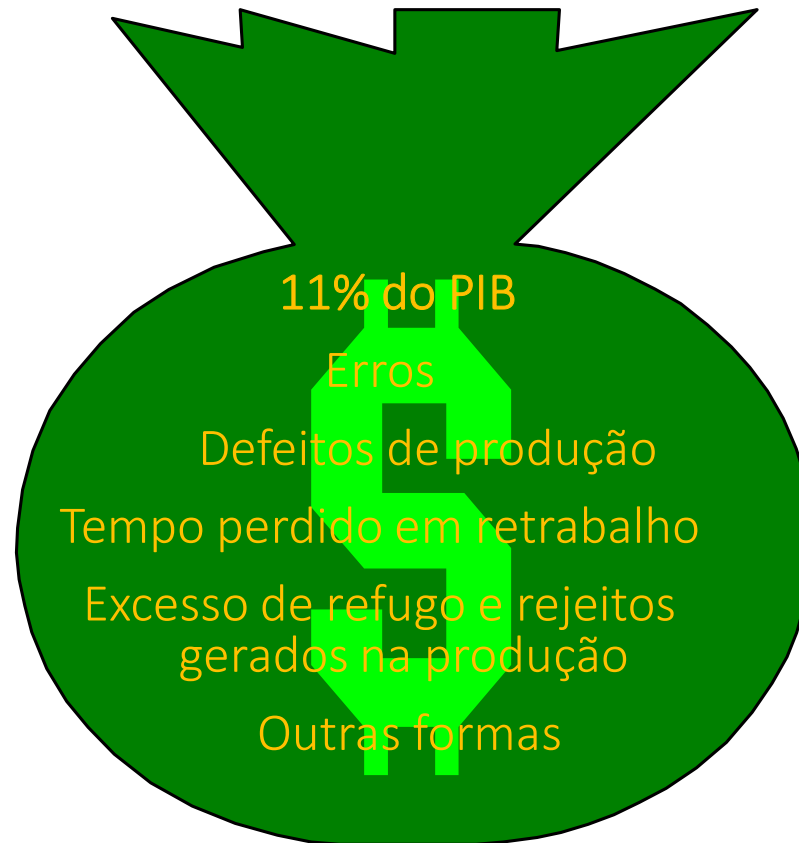 11% do PIB
Erros
Defeitos de produção
Tempo perdido em retrabalho
Excesso de refugo e rejeitos
gerados na produção
Outras formas
$